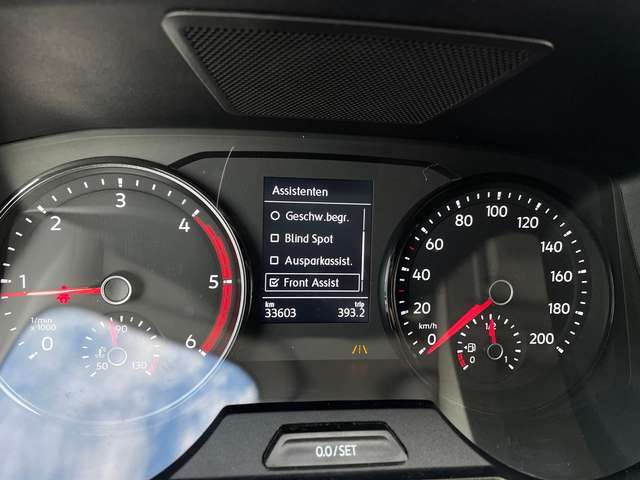 Assistenten
Geschw.begr.
Blind Spot
Ausparkassist.
Front Assist
km trip
33603 393.2
0 1 2 3 4 5 6
1/min
x 1000
50 90 130
0 20 40 60 80 100 120 140 160 180 200
km/h
0 1/2 1
0.0/SET